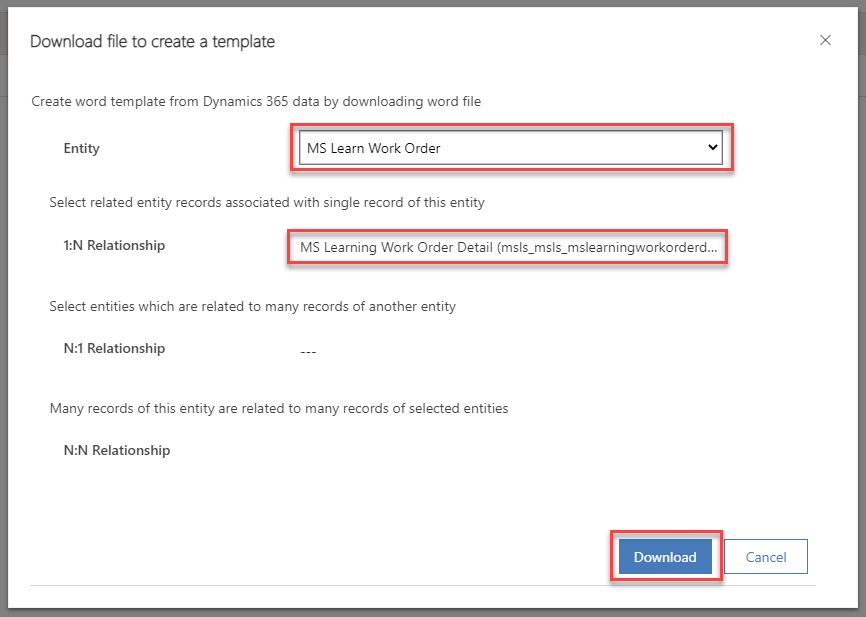 Download file to create a template
Create word template from Dynamics 365 data by downloading word file
Entity
MS Learn Work Order
Select related entity records associated with single record of this entity
1:N Relationship
MS Learning Work Order Detail (msls_msls_mslearningworkorderd...
Select entities which are related to many records of another entity
N:1 Relationship
---
Many records of this entity are related to many records of selected entities
N:N Relationship
Download
Cancel